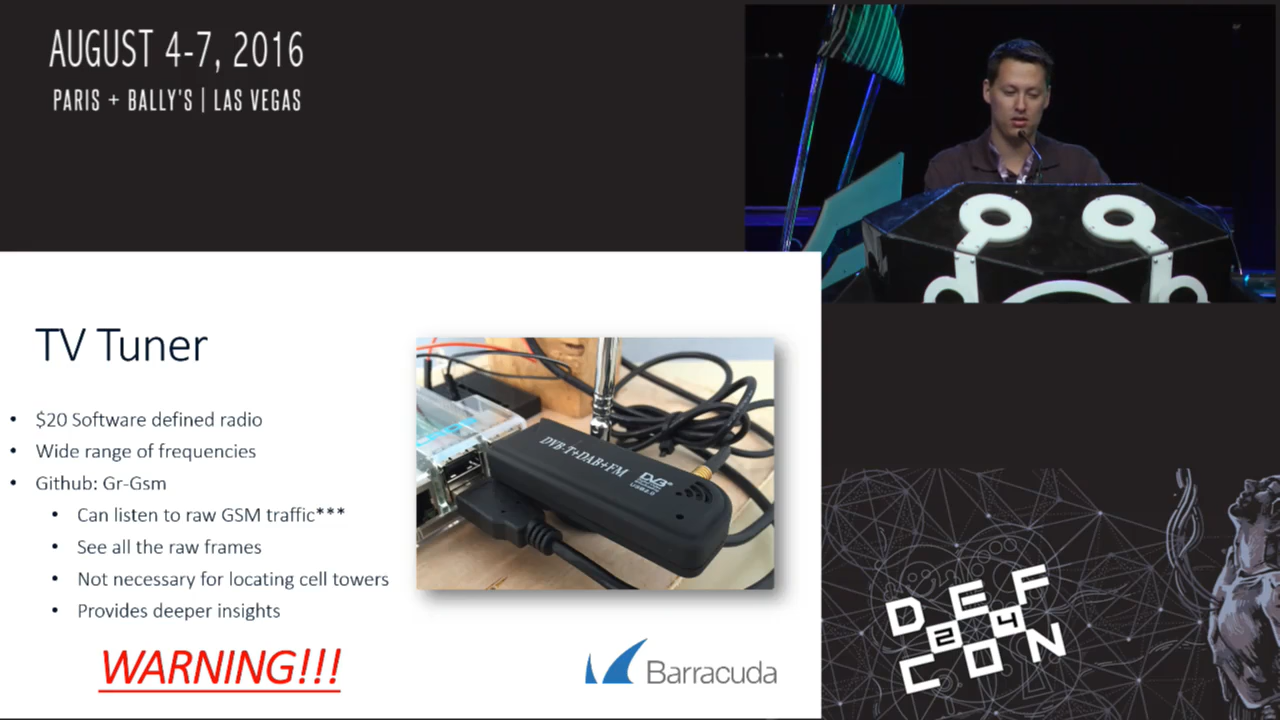 AUGUST 4-7, 2016
PARIS + BALLY'S | LAS VEGAS
TV Tuner
• $20 Software defined radio
• Wide range of frequencies
• Github: Gr-Gsm
• Can listen to raw GSM traffic***
• See all the raw frames
• Not necessary for locating cell towers
• Provides deeper insights
WARNING!!!
DVB-T+DAB+FM
DVB
USB2.0
Barracuda
DEF
24
CON